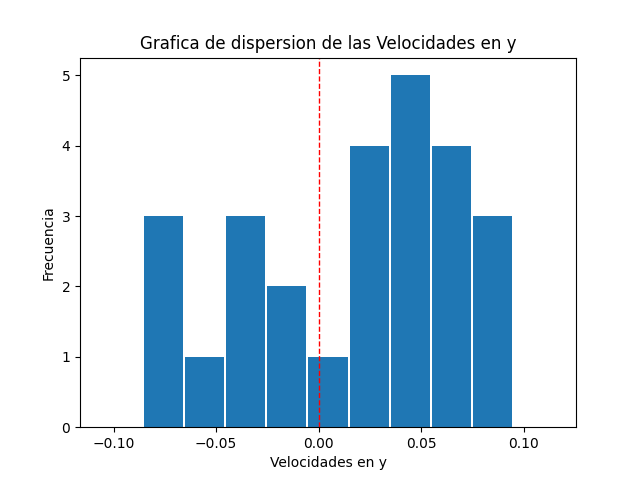 Grafica de dispersion de las Velocidades en y
5
4
3
2
1
0
Frecuencia
−0.10 −0.05 0.00 0.05 0.10
Velocidades en y